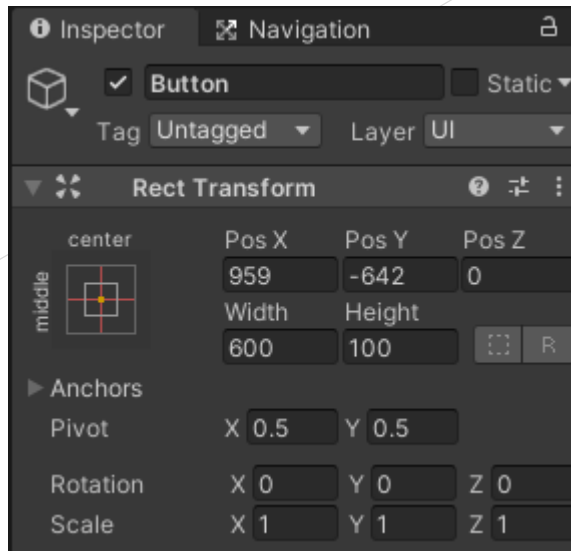 Inspector Navigation
Button Static
Tag Untagged Layer UI
Rect Transform
center Pos X Pos Y Pos Z
middle 959 -642 0
Width Height
600 100 R
Anchors
Pivot X 0.5 Y 0.5
Rotation X 0 Y 0 Z 0
Scale X 1 Y 1 Z 1